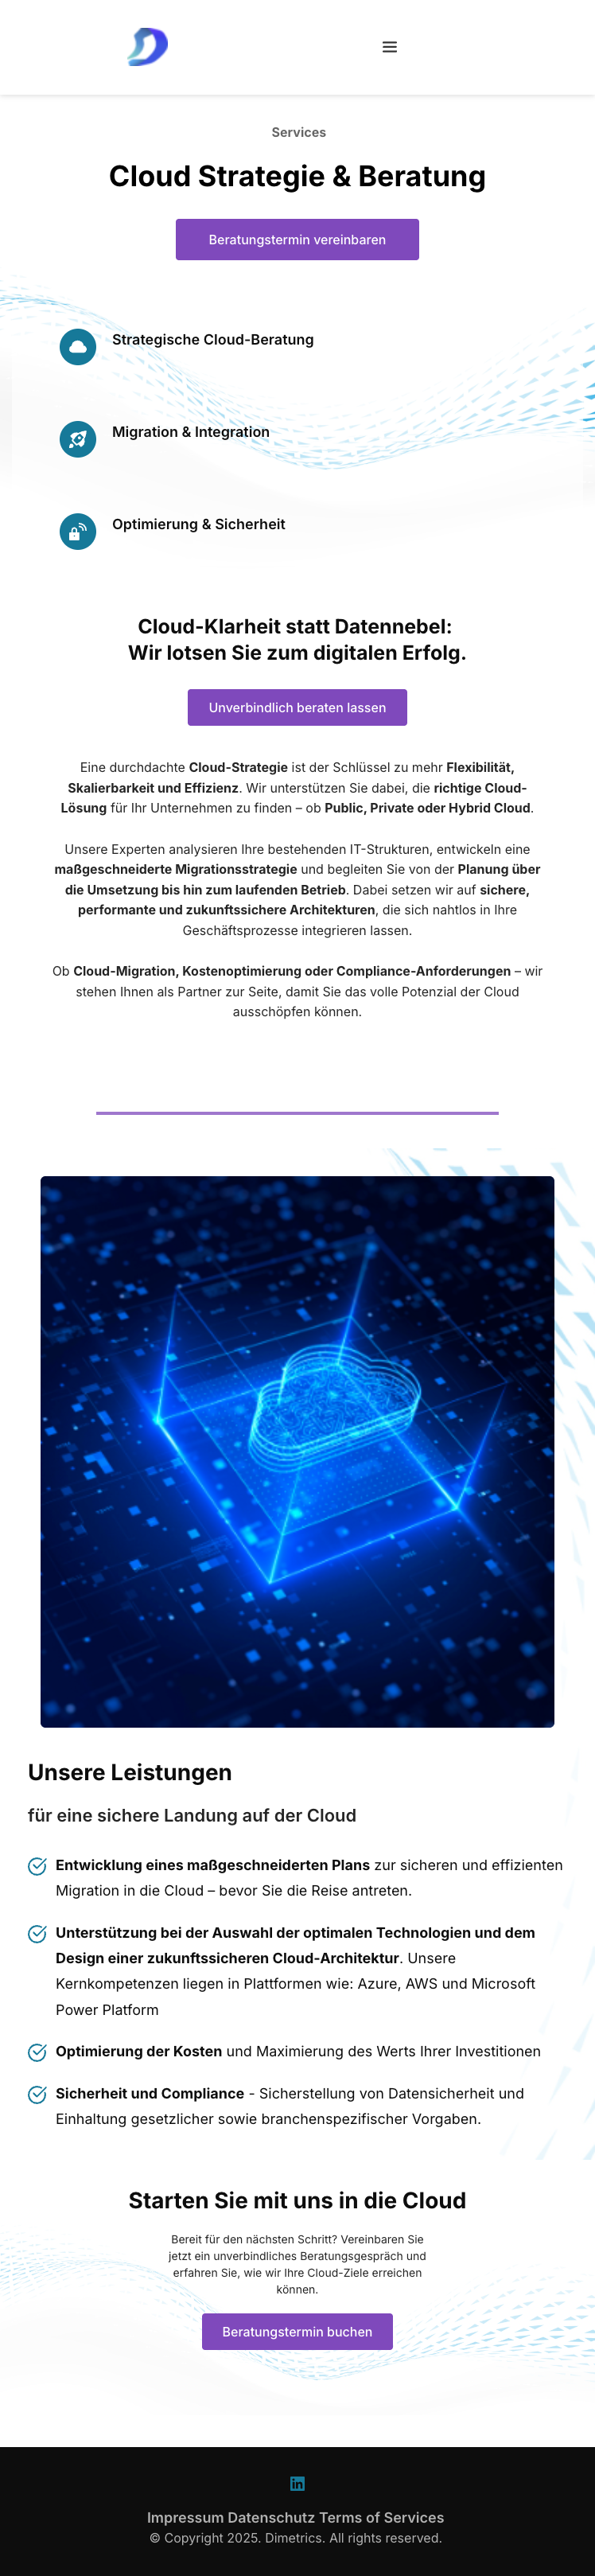 Services
Cloud Strategie & Beratung
Beratungstermin vereinbaren
Strategische Cloud-Beratung
Migration & Integration
Optimierung & Sicherheit
Cloud-Klarheit statt Datennebel:
Wir lotsen Sie zum digitalen Erfolg.
Unverbindlich beraten lassen
Eine durchdachte Cloud-Strategie ist der Schlüssel zu mehr Flexibilität,
Skalierbarkeit und Effizienz. Wir unterstützen Sie dabei, die richtige Cloud-
Lösung für Ihr Unternehmen zu finden – ob Public, Private oder Hybrid Cloud.
Unsere Experten analysieren Ihre bestehenden IT-Strukturen, entwickeln eine
maßgeschneiderte Migrationsstrategie und begleiten Sie von der Planung über
die Umsetzung bis hin zum laufenden Betrieb. Dabei setzen wir auf sichere,
performante und zukunftssichere Architekturen, die sich nahtlos in Ihre
Geschäftsprozesse integrieren lassen.
Ob Cloud-Migration, Kostenoptimierung oder Compliance-Anforderungen – wir
stehen Ihnen als Partner zur Seite, damit Sie das volle Potenzial der Cloud
ausschöpfen können.
Unsere Leistungen
für eine sichere Landung auf der Cloud
Entwicklung eines maßgeschneiderten Plans zur sicheren und effizienten
Migration in die Cloud – bevor Sie die Reise antreten.
Unterstützung bei der Auswahl der optimalen Technologien und dem
Design einer zukunftssicheren Cloud-Architektur. Unsere
Kernkompetenzen liegen in Plattformen wie: Azure, AWS und Microsoft
Power Platform
Optimierung der Kosten und Maximierung des Werts Ihrer Investitionen
Sicherheit und Compliance - Sicherstellung von Datensicherheit und
Einhaltung gesetzlicher sowie branchenspezifischer Vorgaben.
Starten Sie mit uns in die Cloud
Bereit für den nächsten Schritt? Vereinbaren Sie
jetzt ein unverbindliches Beratungsgespräch und
erfahren Sie, wie wir Ihre Cloud-Ziele erreichen
können.
Beratungstermin buchen
Impressum Datenschutz Terms of Services
© Copyright 2025. Dimetrics. All rights reserved.